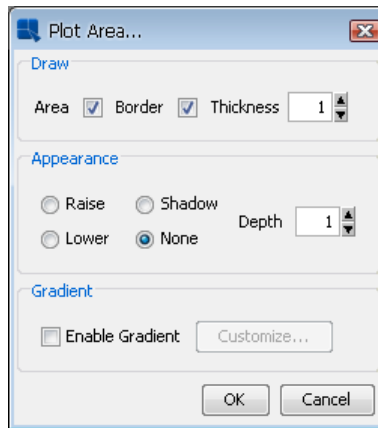 Plot Area...
Draw
Area Border Thickness 1
Appearance
Raise Shadow
Depth 1
Lower None
Gradient
Enable Gradient Customize...
OK Cancel